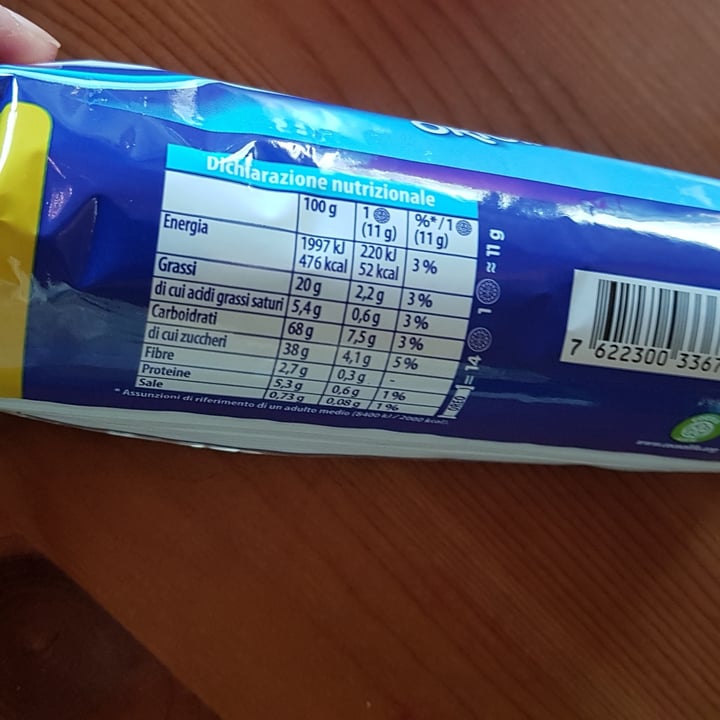 Dichiarazione nutrizionale
100 g 1 (11 g) %*/1 (11 g)
Energia 1997 kJ 476 kcal 220 kJ 52 kcal 3 %
Grassi 20 g 2,2 g 3 %
di cui acidi grassi saturi 5,4 g 0,6 g 3 %
Carboidrati 68 g 7,5 g 3 %
di cui zuccheri 38 g 4,1 g 5 %
Fibre 2,7 g 0,3 g -
Proteine 5,3 g 0,6 g 1 %
Sale 0,73 g 0,08 g 1 %
* Assunzioni di riferimento di un adulto medio (8400 kJ / 2000 kcal).
1 = 14 1 ≈ 11 g
7 622300 3367